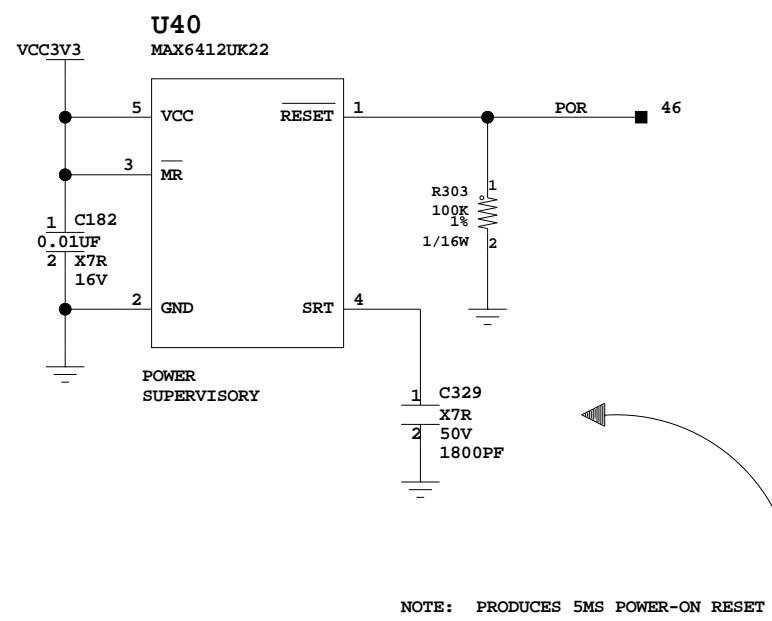 U40
MAX6412UK22
VCC3V3
5 VCC
RESET 1
POR 46
3 MR
1 C182
0.01UF
2 X7R
16V
R303 1
100K
1%
1/16W 2
2 GND
SRT 4
POWER
SUPERVISORY
1 C329
X7R
2 50V
1800PF
NOTE: PRODUCES 5MS POWER-ON RESET